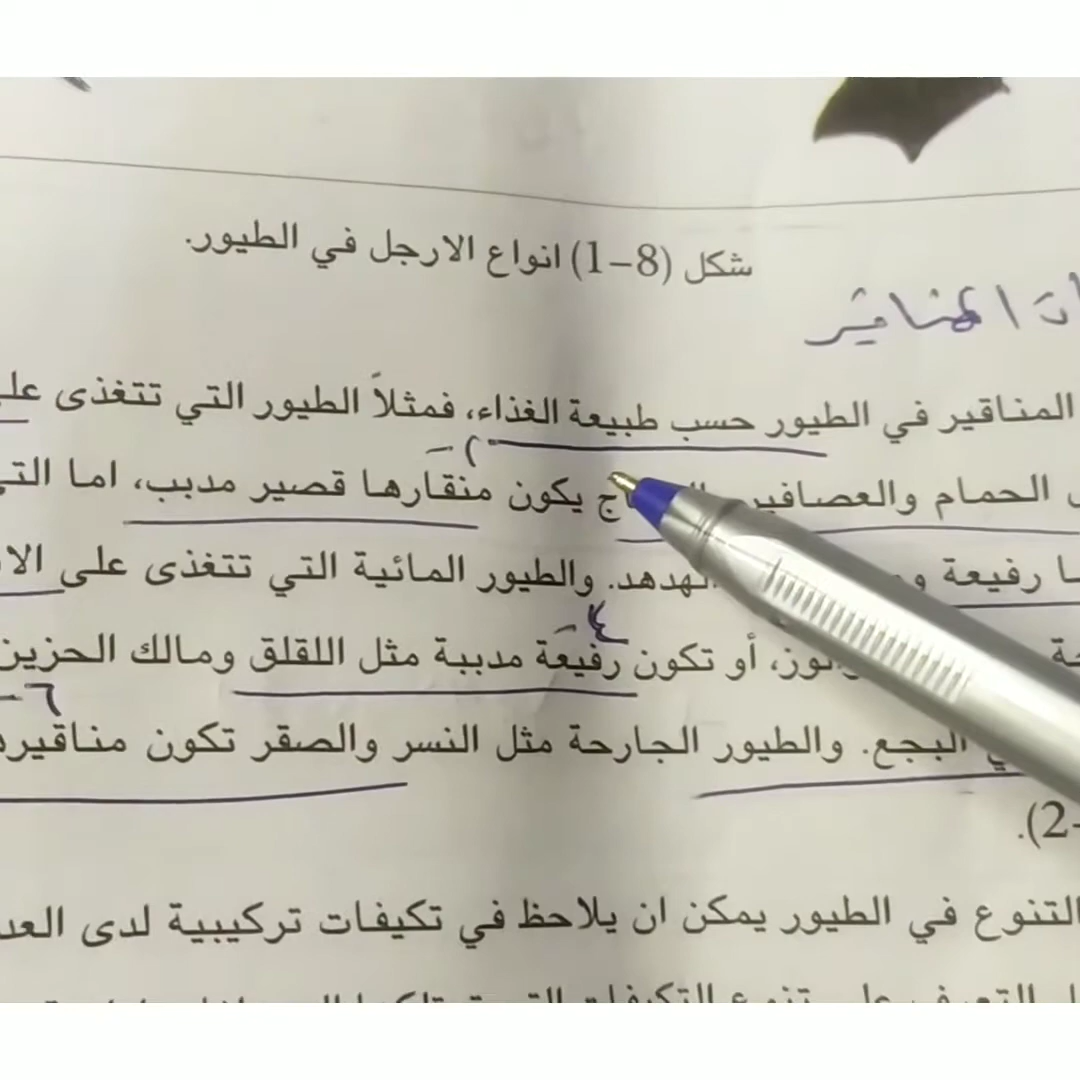 شكل (8-1) انواع الارجل في الطيور.
المناقير
المناقير في الطيور حسب طبيعة الغذاء، فمثلاً الطيور التي تتغذى على
الحمام والعصافير يكون منقارها قصير مدبب، اما التي
رفيعة الهدهد. والطيور المائية التي تتغذى على
أو تكون رفيعة مدببة مثل اللقلق ومالك الحزين
٤
البجع. والطيور الجارحة مثل النسر والصقر تكون
٦
2).
التنوع في الطيور يمكن ان يلاحظ في تكيفات تركيبية لدى